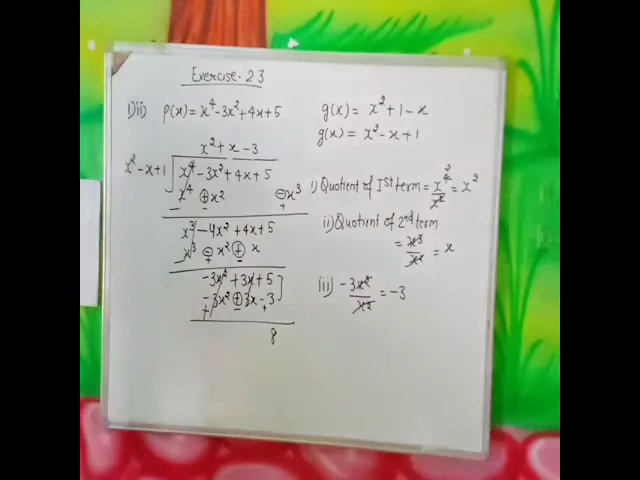 Exercise-2.3
1)ii) p(x) = x⁴-3x²+4x+5 g(x) = x²+1-x
g(x) = x²-x+1
x²+x-3
x²-x+1 x⁴-3x²+4x+5
x⁴ ⊕x² ⊖x³
- - +
i) Quotient of Ist term = x⁴/x² = x²
x³-4x²+4x+5
x³ ⊖x² ⊕ x
- + -
ii) Quotient of 2nd term
= x³/x² = x
-3x²+3x+5
-3x² ⊕ 3x-3
+ - +
8
iii) -3x²/x² = -3